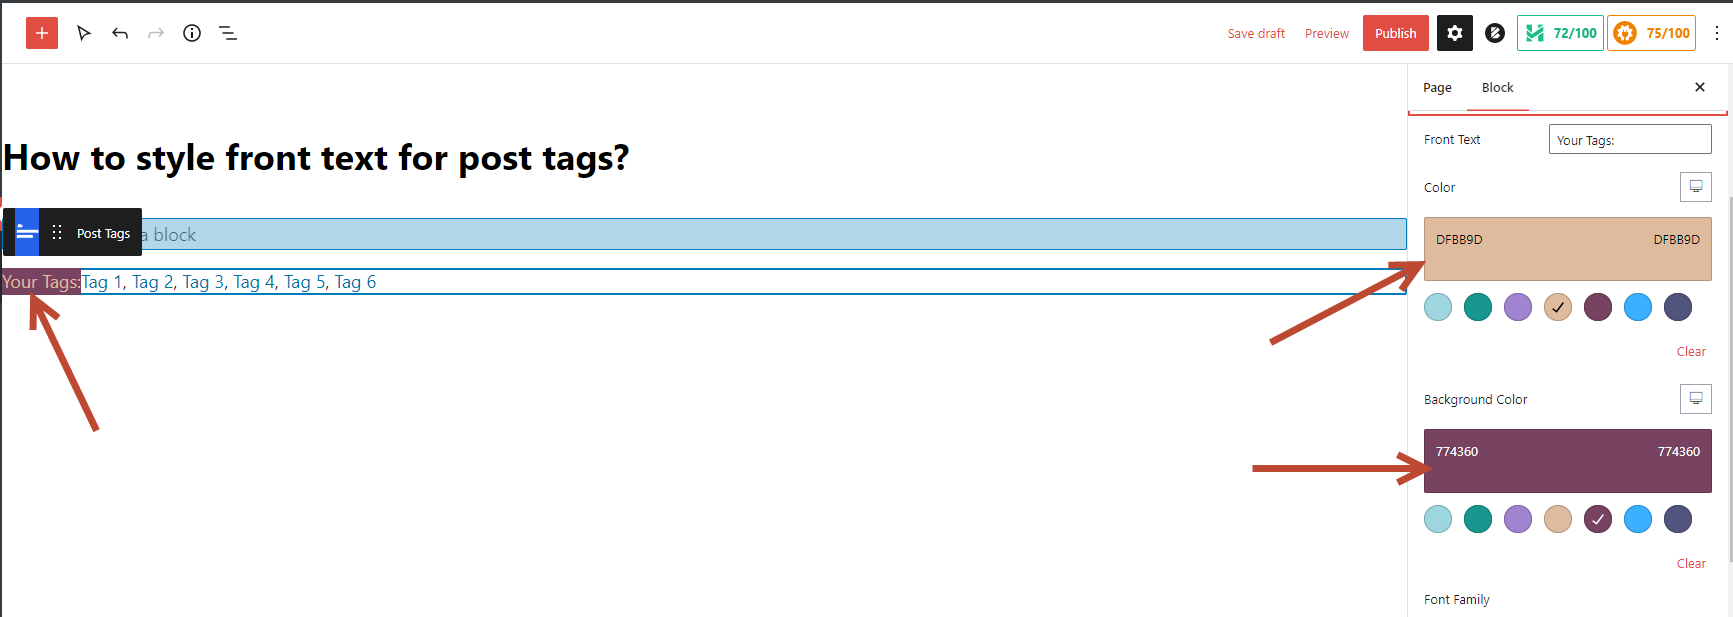 Save draft Preview Publish 72/100 75/100
Page Block
Front Text Your Tags:
Color
DFBB9D DFBB9D
Clear
Background Color
774360 774360
Clear
Font Family
How to style front text for post tags?
Post Tags a block
Your Tags:Tag 1, Tag 2, Tag 3, Tag 4, Tag 5, Tag 6